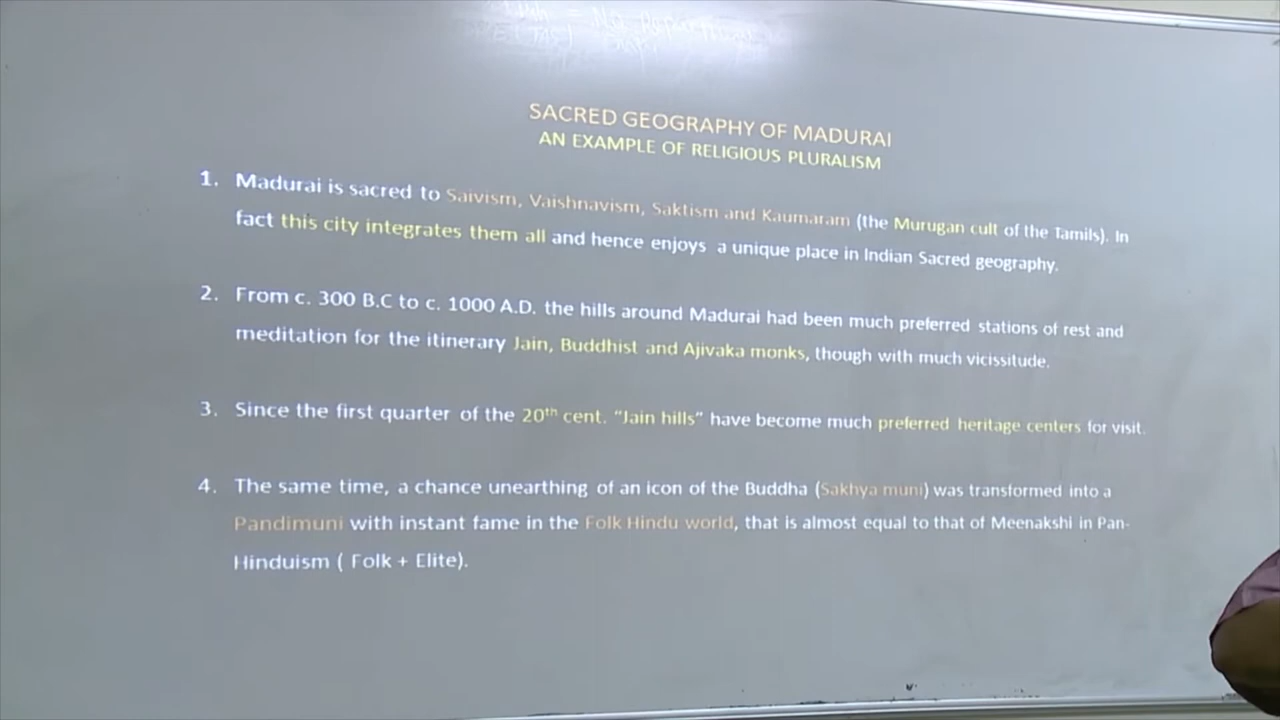 SACRED GEOGRAPHY OF MADURAI
AN EXAMPLE OF RELIGIOUS PLURALISM
1. Madurai is sacred to Saivism, Vaishnavism, Saktism and Kaumaram (the Murugan cult of the Tamils). In
fact this city integrates them all and hence enjoys a unique place in Indian Sacred geography.
2. From c. 300 B.C to c. 1000 A.D. the hills around Madurai had been much preferred stations of rest and
meditation for the itinerary Jain, Buddhist and Ajivaka monks, though with much vicissitude.
3. Since the first quarter of the 20th cent. "Jain hills" have become much preferred heritage centers for visit.
4. The same time, a chance unearthing of an icon of the Buddha (Sakhya muni) was transformed into a
Pandimuni with instant fame in the Folk Hindu world, that is almost equal to that of Meenakshi in Pan-
Hinduism ( Folk + Elite).